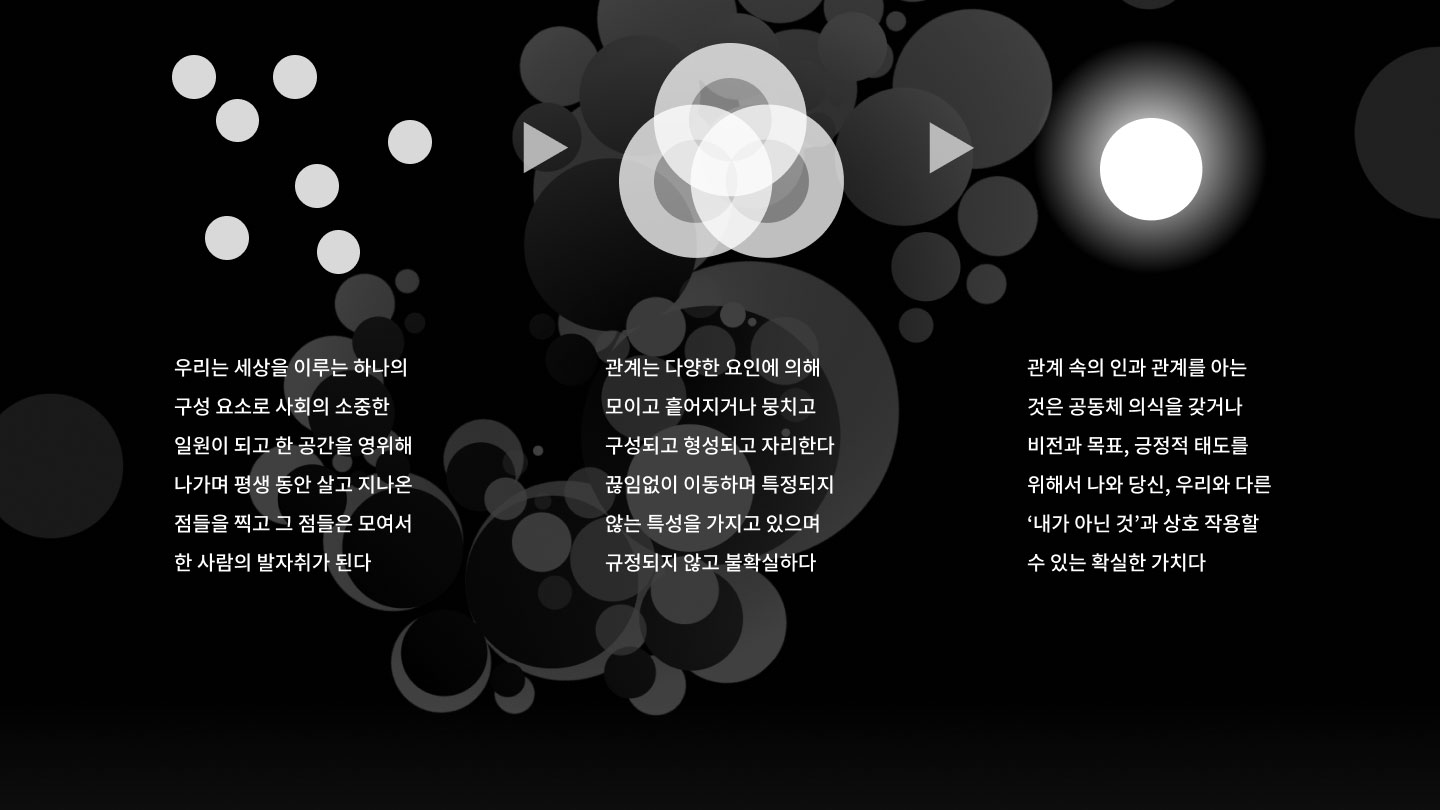 우리는 세상을 이루는 하나의
구성 요소로 사회의 소중한
일원이 되고 한 공간을 영위해
나가며 평생 동안 살고 지나온
점들을 찍고 그 점들은 모여서
한 사람의 발자취가 된다
관계는 다양한 요인에 의해
모이고 흩어지거나 뭉치고
구성되고 형성되고 자리한다
끊임없이 이동하며 특정되지
않는 특성을 가지고 있으며
규정되지 않고 불확실하다
관계 속의 인과 관계를 아는
것은 공동체 의식을 갖거나
비전과 목표, 긍정적 태도를
위해서 나와 당신, 우리와 다른
‘내가 아닌 것’과 상호 작용할
수 있는 확실한 가치다